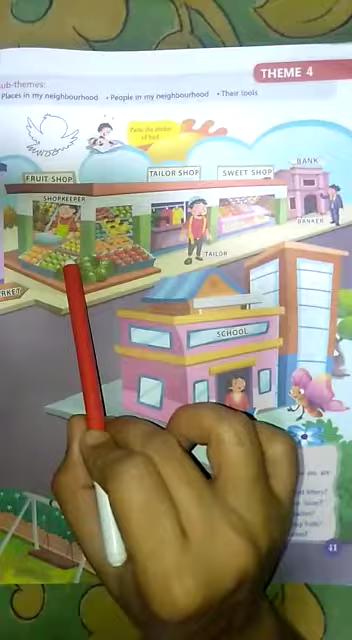 THEME 4
ub-themes:
Places in my neighbourhood • People in my neighbourhood • Their tools
Paste the sticker
of bird
BANK
FRUIT SHOP
TAILOR SHOP
SWEET SHOP
SHOPKEEPER
BANKER
TAILOR
RKET
SCHOOL
41